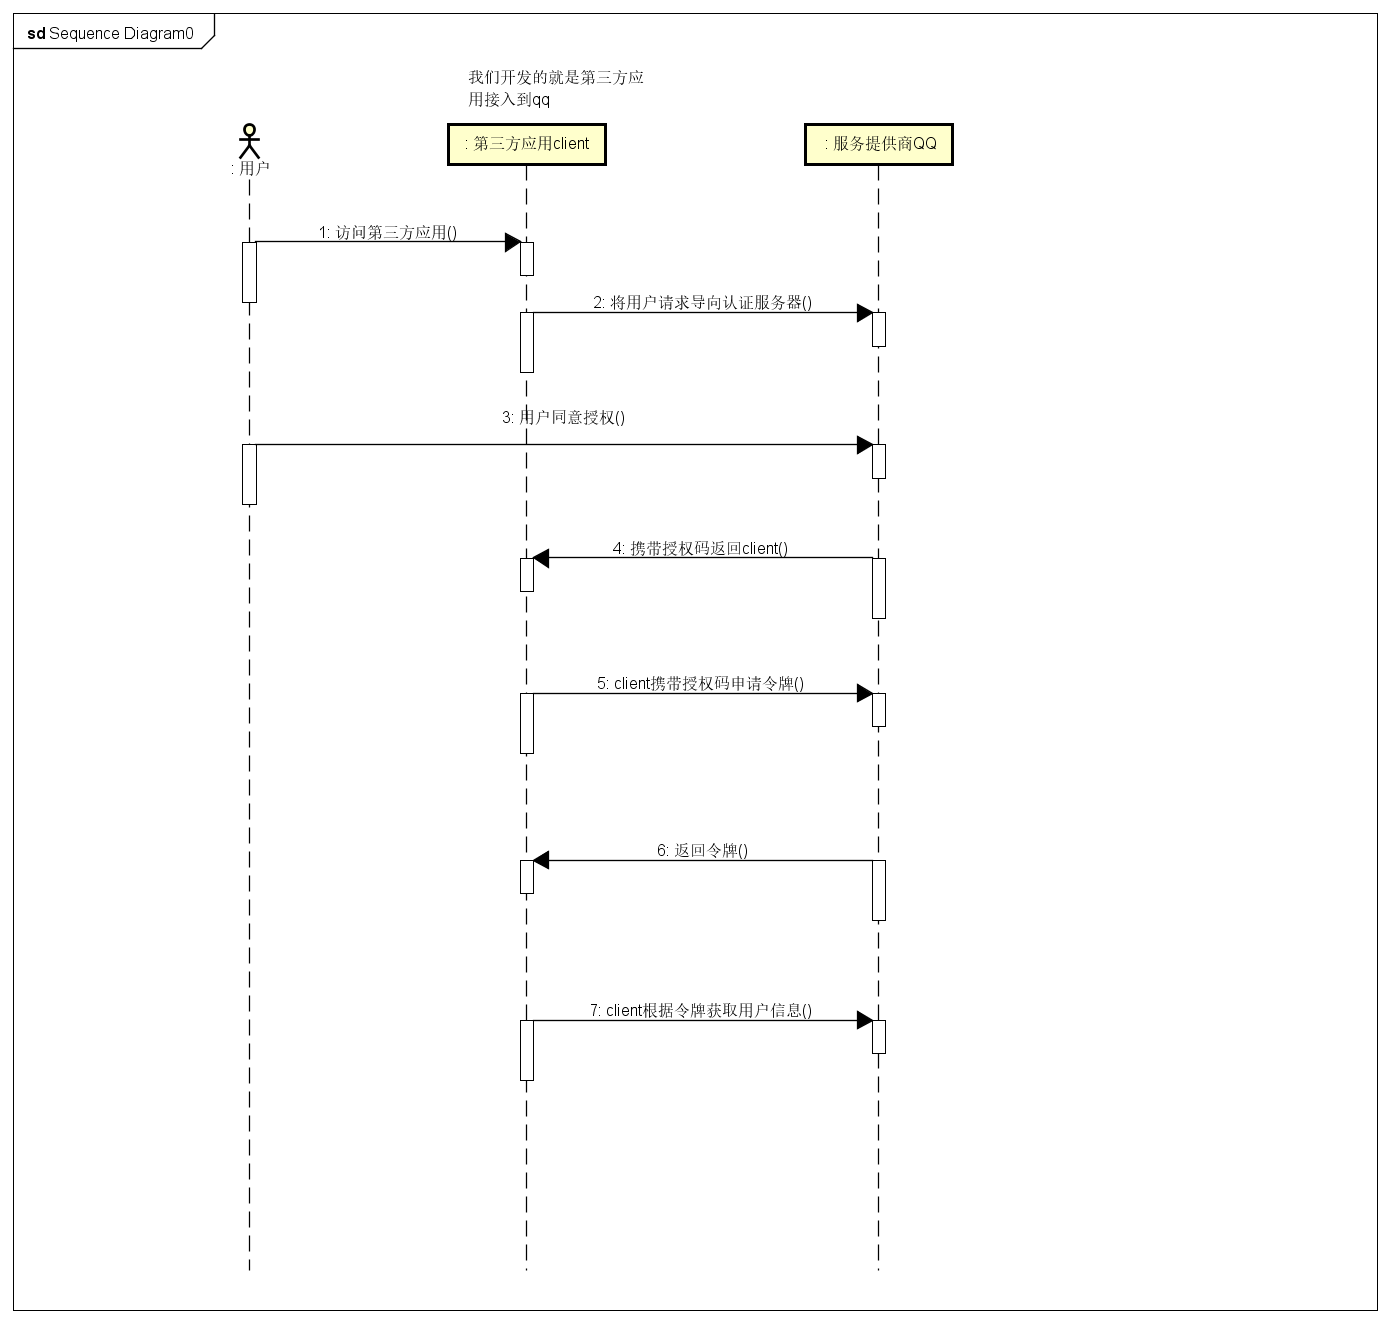 sd Sequence Diagram0
我们开发的就是第三方应
用接入到qq
: 用户
: 第三方应用client
: 服务提供商QQ
1: 访问第三方应用()
2: 将用户请求导向认证服务器()
3: 用户同意授权()
4: 携带授权码返回client()
5: client携带授权码申请令牌()
6: 返回令牌()
7: client根据令牌获取用户信息()